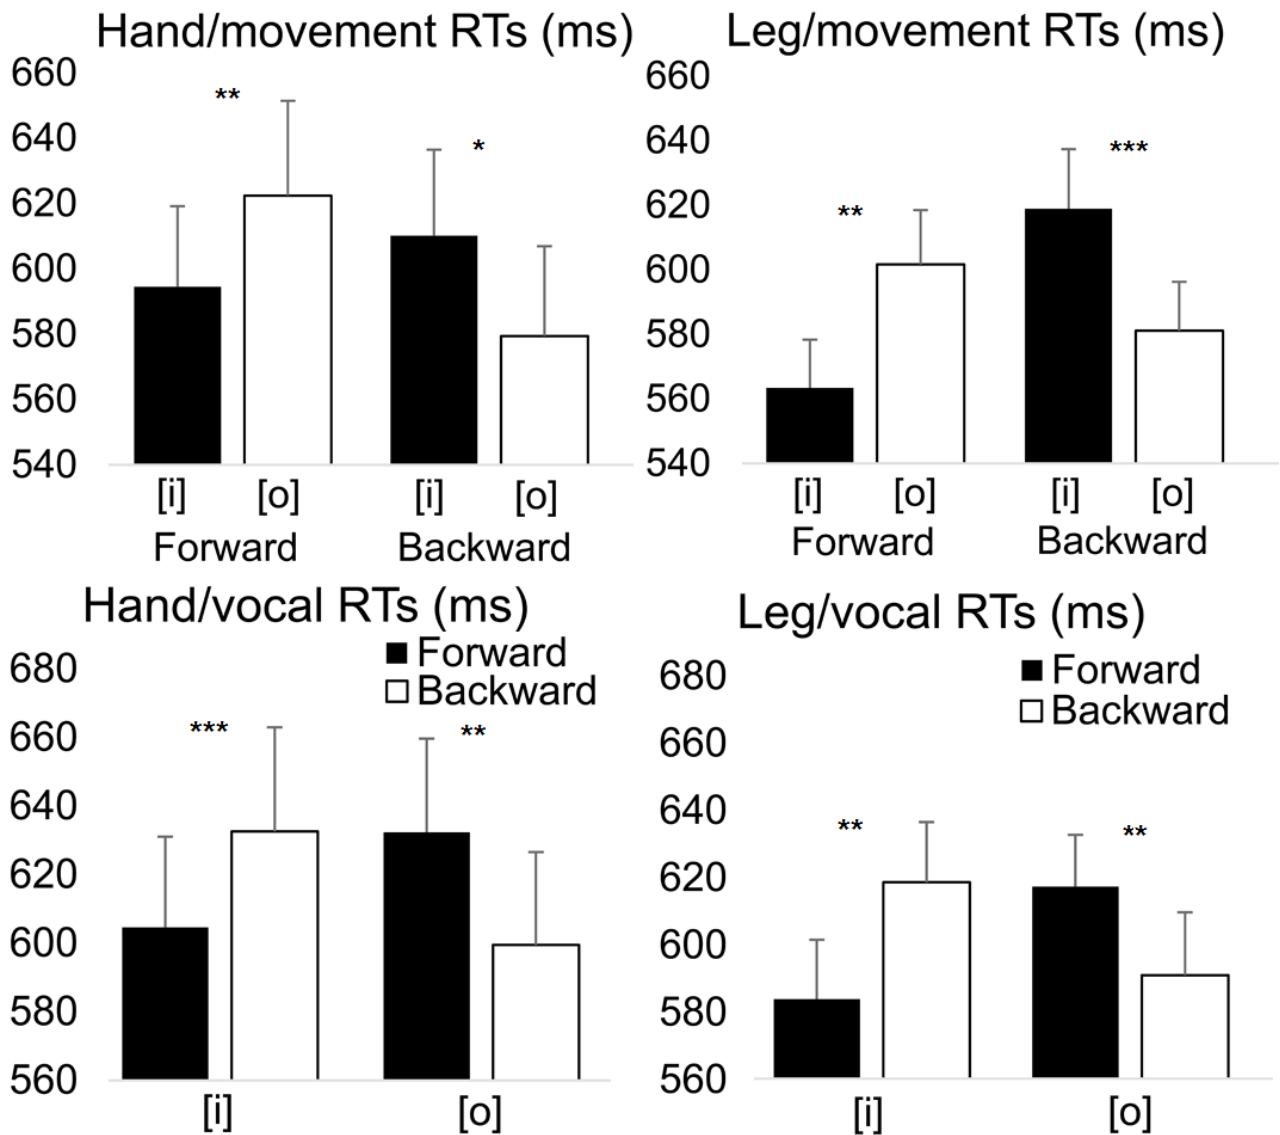 Hand/movement RTs (ms)
660
640
620
600
580
560
540
**
*
[i] [o] [i] [o]
Forward Backward
Leg/movement RTs (ms)
660
640
620
600
580
560
540
**
***
[i] [o] [i] [o]
Forward Backward
Hand/vocal RTs (ms)
Forward
Backward
680
660
640
620
600
580
560
***
**
[i] [o]
Leg/vocal RTs (ms)
Forward
Backward
680
660
640
620
600
580
560
**
**
[i] [o]